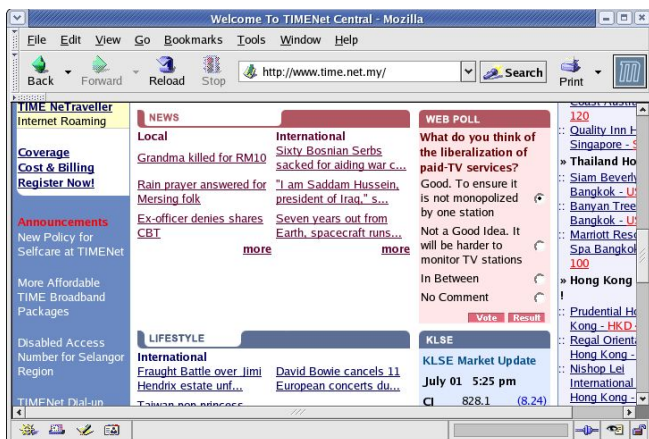 Welcome To TIMENet Central - Mozilla
File Edit View Go Bookmarks Tools Window Help
Back Forward Reload Stop http://www.time.net.my/ Search Print
TIME NeTraveller
Internet Roaming
Coverage
Cost & Billing
Register Now!
Announcements
New Policy for
Selfcare at TIMENet
More Affordable
TIME Broadband
Packages
Disabled Access
Number for Selangor
Region
TIMENet Dial-up
NEWS
Local
Grandma killed for RM10
Rain prayer answered for
Mersing folk
Ex-officer denies shares
CBT
more
International
Sixty Bosnian Serbs
sacked for aiding war c...
"I am Saddam Hussein,
president of Iraq," s...
Seven years out from
Earth, spacecraft runs...
more
LIFESTYLE
International
Fraught Battle over Jimi
Hendrix estate unf...
Taiwan pop princess
David Bowie cancels 11
European concerts du...
WEB POLL
What do you think of
the liberalization of
paid-TV services?
Good. To ensure it
is not monopolized
by one station
Not a Good Idea. It
will be harder to
monitor TV stations
In Between
No Comment
Vote Result
KLSE
KLSE Market Update
July 01 5:25 pm
CI 828.1 (8.24)
120
:: Quality Inn H
Singapore - S
» Thailand Ho
:: Siam Beverly
Bangkok - US
:: Banyan Tree
Bangkok - US
:: Marriott Reso
Spa Bangkok
100
» Hong Kong
!
:: Prudential Ho
Kong - HKD
:: Regal Orienta
Hong Kong -
:: Nishop Lei
International
Hong Kong -